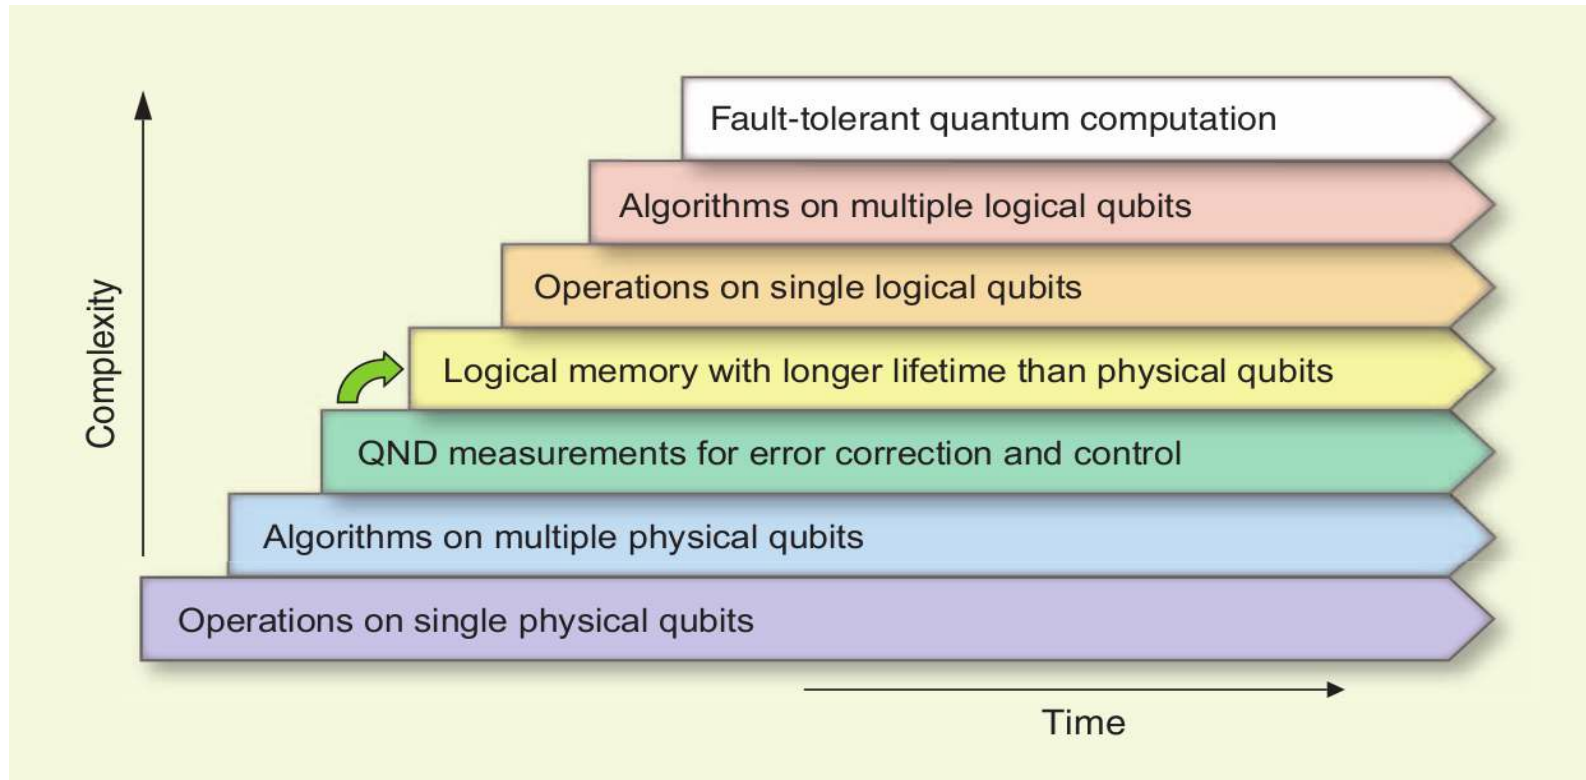 Fault-tolerant quantum computation
Algorithms on multiple logical qubits
Operations on single logical qubits
Logical memory with longer lifetime than physical qubits
QND measurements for error correction and control
Algorithms on multiple physical qubits
Operations on single physical qubits
Complexity
Time